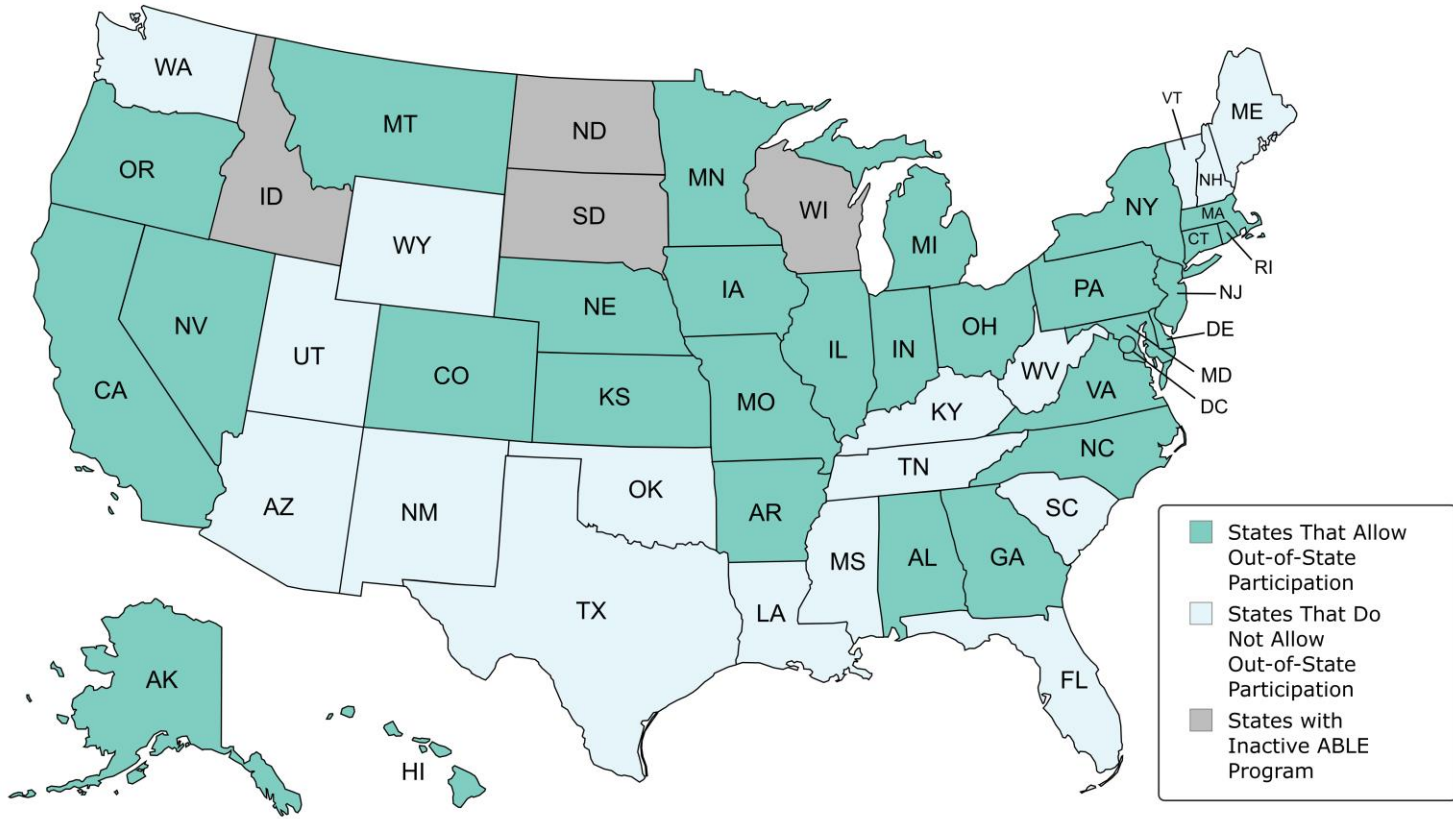 WA
MT
ND
MN
VT
ME
OR
ID
SD
WI
NH
NY
MA
WY
MI
CT
RI
IA
PA
NJ
NE
NV
OH
DE
UT
IL
IN
CA
CO
WV
MD
KS
MO
VA
DC
KY
NC
TN
OK
AZ
NM
AR
SC
MS
AL
GA
TX
LA
AK
FL
HI
States That Allow
Out-of-State
Participation
States That Do
Not Allow
Out-of-State
Participation
States with
Inactive ABLE
Program